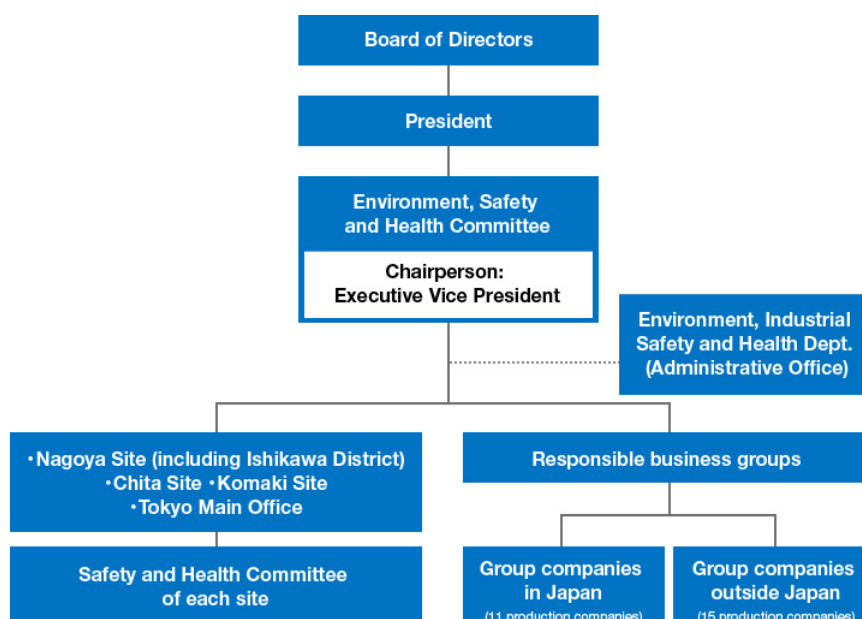 Board of Directors
President
Environment, Safety
and Health Committee
Chairperson:
Executive Vice President
Environment, Industrial
Safety and Health Dept.
(Administrative Office)
・Nagoya Site (including Ishikawa District)
・Chita Site ・Komaki Site
・Tokyo Main Office
Responsible business groups
Safety and Health Committee
of each site
Group companies
in Japan
(11 production companies)
Group companies
outside Japan
(15 production companies)